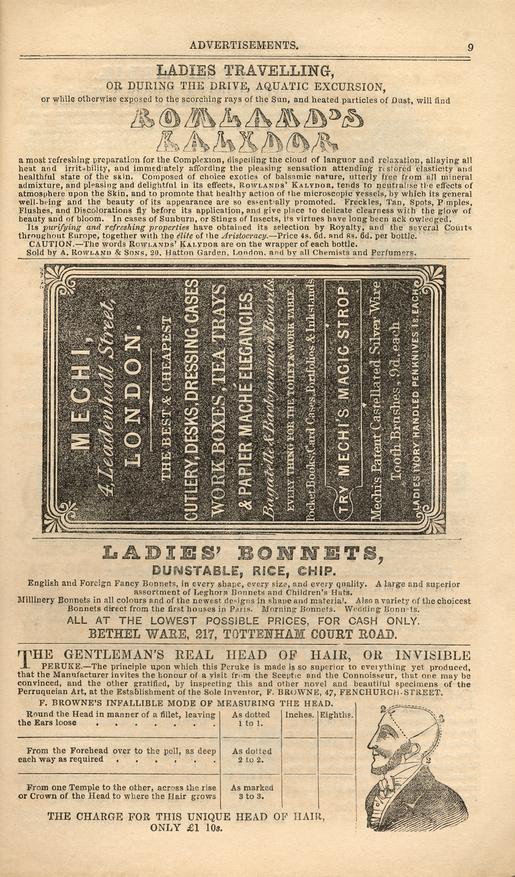 ADVERTISEMENTS. 9
LADIES TRAVELLING,
OR DURING THE DRIVE, AQUATIC EXCURSION,
or while otherwise exposed to the scorching rays of the Sun, and heated particles of Dust, will find
ROWLAND'S
KALYDOR
a most refreshing preparation for the Complexion, dispelling the cloud of languor and relaxation, allaying all
heat and irritability, and immediately affording the pleasing sensation attending restored elasticity and
healthful state of the skin. Composed of choice exotics of balsamic nature, utterly free from all mineral
admixture, and pleasing and delightful in its effects, ROWLANDS' KALYDOR, tends to neutralise the effects of
atmosphere upon the Skin, and to promote that healthy action of the microscopic vessels, by which its general
well-being and the beauty of its appearance are so essentially promoted. Freckles, Tan, Spots, Pimples,
Flushes, and Discolorations fly before its application, and give place to delicate clearness with the glow of
beauty and of bloom. In cases of Sunburn, or Stings of Insects, its virtues have long been acknowledged.
Its purifying and refreshing properties have obtained its selection by Royalty, and the several Courts
throughout Europe, together with the élite of the Aristocracy.—Price 4s. 6d. and 8s. 6d. per bottle.
CAUTION.—The words ROWLANDS' KALYDOR are on the wrapper of each bottle.
Sold by A. ROWLAND & SONS, 20, Hatton Garden, London, and by all Chemists and Perfumers.
MECHI,
4, Leadenhall Street,
LONDON.
THE BEST & CHEAPEST
CUTLERY, DESKS, DRESSING CASES
WORK BOXES, TEA TRAYS
& PAPIER MACHÉ ELEGANCIES.
Bagatelle & Backgammon Boards
EVERY THING FOR THE TOILET & WORK TABLE
Pocket Books, Card Cases, Portfolios & Inkstands
TRY MECHI'S MAGIC STROP
Mechi's Patent Castellated Silver Wire
Tooth Brushes, 9d. each
LADIES IVORY HANDLED PENKNIVES 1s. EACH
LADIES' BONNETS,
DUNSTABLE, RICE, CHIP.
English and Foreign Fancy Bonnets, in every shape, every size, and every quality. A large and superior
assortment of Leghorn Bonnets and Children's Hats.
Millinery Bonnets in all colours and of the newest designs in shape and material. Also a variety of the choicest
Bonnets direct from the first houses in Paris. Morning Bonnets. Wedding Bonnets.
ALL AT THE LOWEST POSSIBLE PRICES, FOR CASH ONLY.
BETHEL WARE, 217, TOTTENHAM COURT ROAD.
THE GENTLEMAN'S REAL HEAD OF HAIR, OR INVISIBLE
PERUKE.—The principle upon which this Peruke is made is so superior to everything yet produced,
that the Manufacturer invites the honour of a visit from the Sceptic and the Connoisseur, that one may be
convinced, and the other gratified, by inspecting this and other novel and beautiful specimens of the
Perruqueian Art, at the Establishment of the Sole Inventor, F. BROWNE, 47, FENCHURCH-STREET.
F. BROWNE'S INFALLIBLE MODE OF MEASURING THE HEAD.
Round the Head in manner of a fillet, leaving
the Ears loose . . . . . .
As dotted
1 to 1.
Inches. Eighths.
From the Forehead over to the poll, as deep
each way as required . . . . .
As dotted
2 to 2.
From one Temple to the other, across the rise
or Crown of the Head to where the Hair grows
As marked
3 to 3.
THE CHARGE FOR THIS UNIQUE HEAD OF HAIR,
ONLY £1 10s.